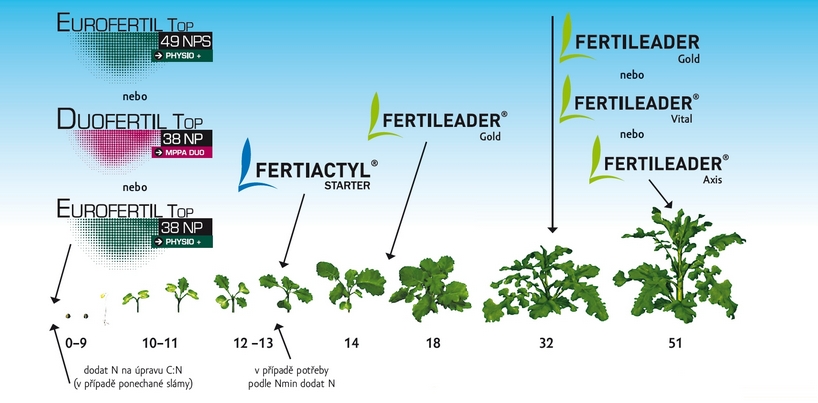 EUROFERTIL TOP
49 NPS
PHYSIO +
nebo
DUOFERTIL TOP
38 NP
MPPA DUO
nebo
EUROFERTIL TOP
38 NP
PHYSIO +
FERTIACTYL®
STARTER
FERTILEADER®
Gold
FERTILEADER
Gold
nebo
FERTILEADER®
Vital
nebo
FERTILEADER®
Axis
0–9
10–11
12 –13
14
18
32
51
dodat N na úpravu C:N
(v případě ponechané slámy)
v případě potřeby
podle Nmin dodat N